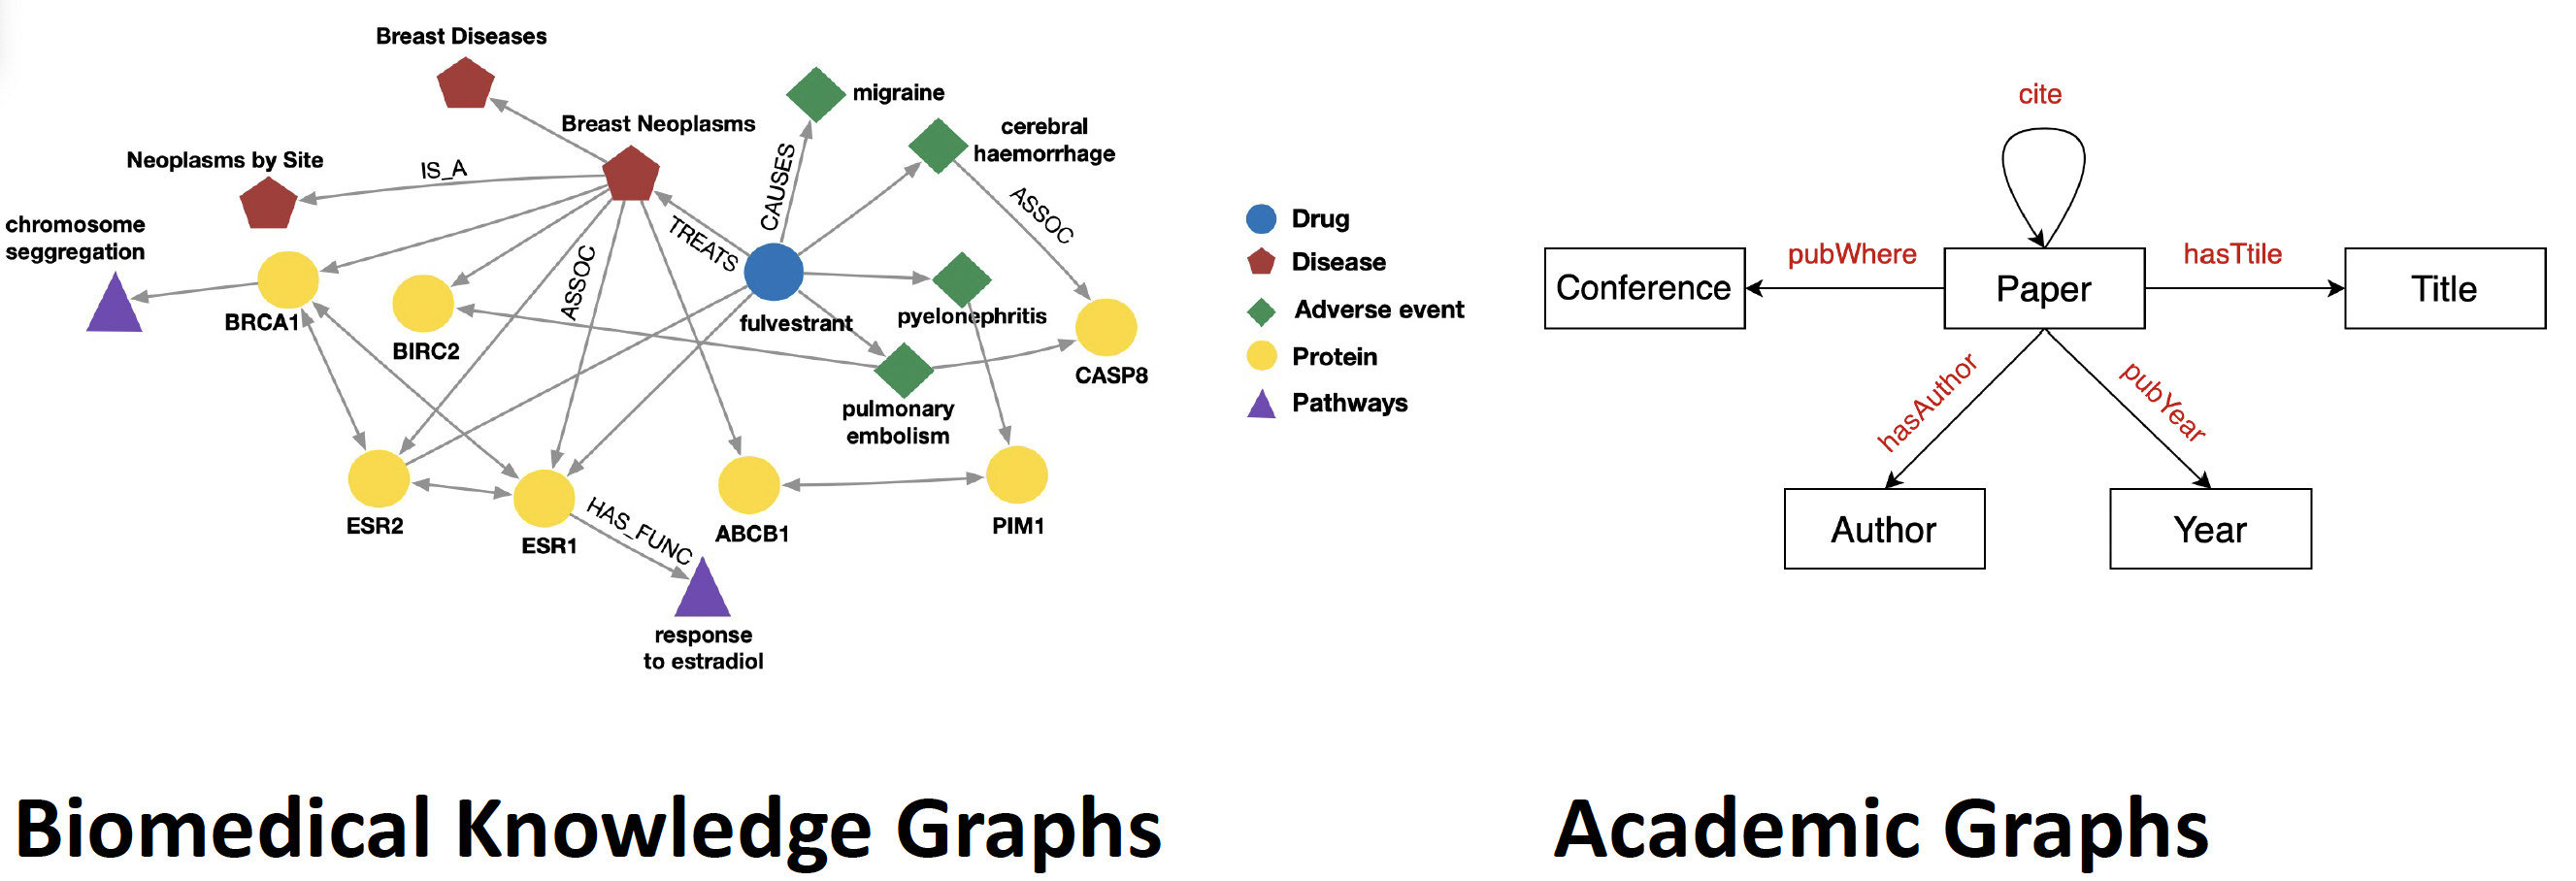 Breast Diseases
migraine
Breast Neoplasms
cerebral
haemorrhage
Neoplasms by Site
IS_A
CAUSES
ASSOC
chromosome
seggregation
TREATS
ASSOC
BRCA1
BIRC2
fulvestrant
pyelonephritis
CASP8
pulmonary
embolism
ESR2
ESR1
HAS_FUNC
ABCB1
PIM1
response
to estradiol
Drug
Disease
Adverse event
Protein
Pathways
cite
pubWhere
hasTtile
Conference
Paper
Title
hasAuthor
pubYear
Author
Year
Biomedical Knowledge Graphs
Academic Graphs